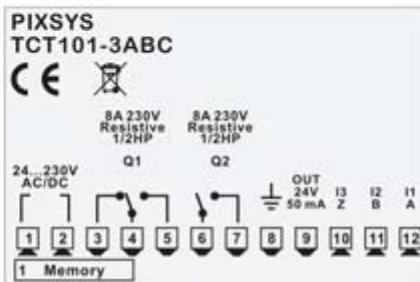 PIXSYS
TCT101-3ABC
CE
8A 230V
Resistive
1/2HP
Q1
8A 230V
Resistive
1/2HP
Q2
24...230V
AC/DC
OUT
24V
50 mA
I3
Z
I2
B
I1
A
1 2 3 4 5 6 7 8 9 10 11 12
1 Memory